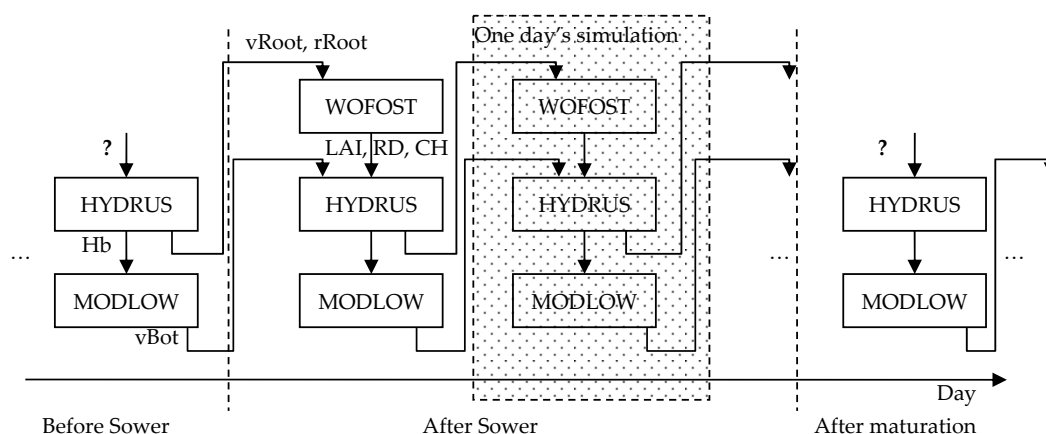 One day's simulation
vRoot, rRoot
WOFOST
WOFOST
?
LAI, RD, CH
?
HYDRUS
HYDRUS
HYDRUS
HYDRUS
Hb
...
...
...
MODLOW
MODLOW
MODLOW
MODLOW
vBot
Day
Before Sower
After Sower
After maturation